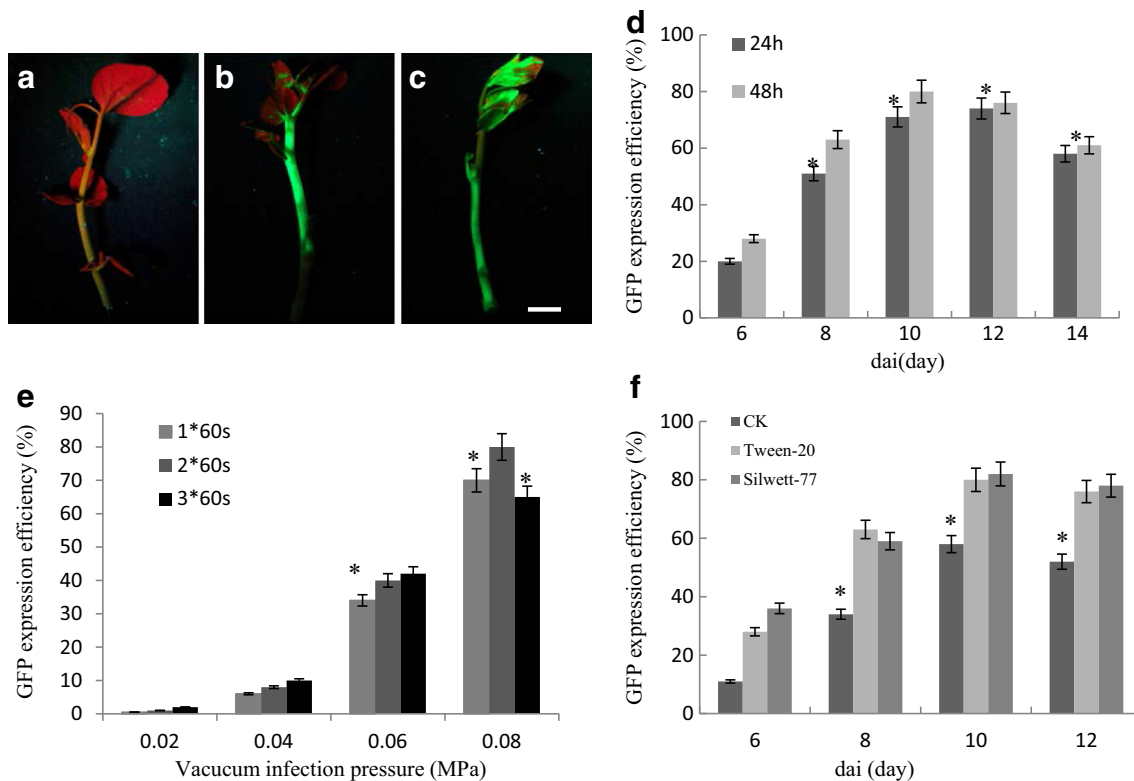 a
b
c
d
24h
48h
GFP expression efficiency (%)
100
80
60
40
20
0
*
*
*
*
6 8 10 12 14
dai(day)
e
1*60s
2*60s
3*60s
GFP expression efficiency (%)
90
80
70
60
50
40
30
20
10
0
*
*
*
0.02 0.04 0.06 0.08
Vacucum infection pressure (MPa)
f
CK
Tween-20
Silwett-77
GFP expression efficiency (%)
100
80
60
40
20
0
*
*
*
6 8 10 12
dai (day)